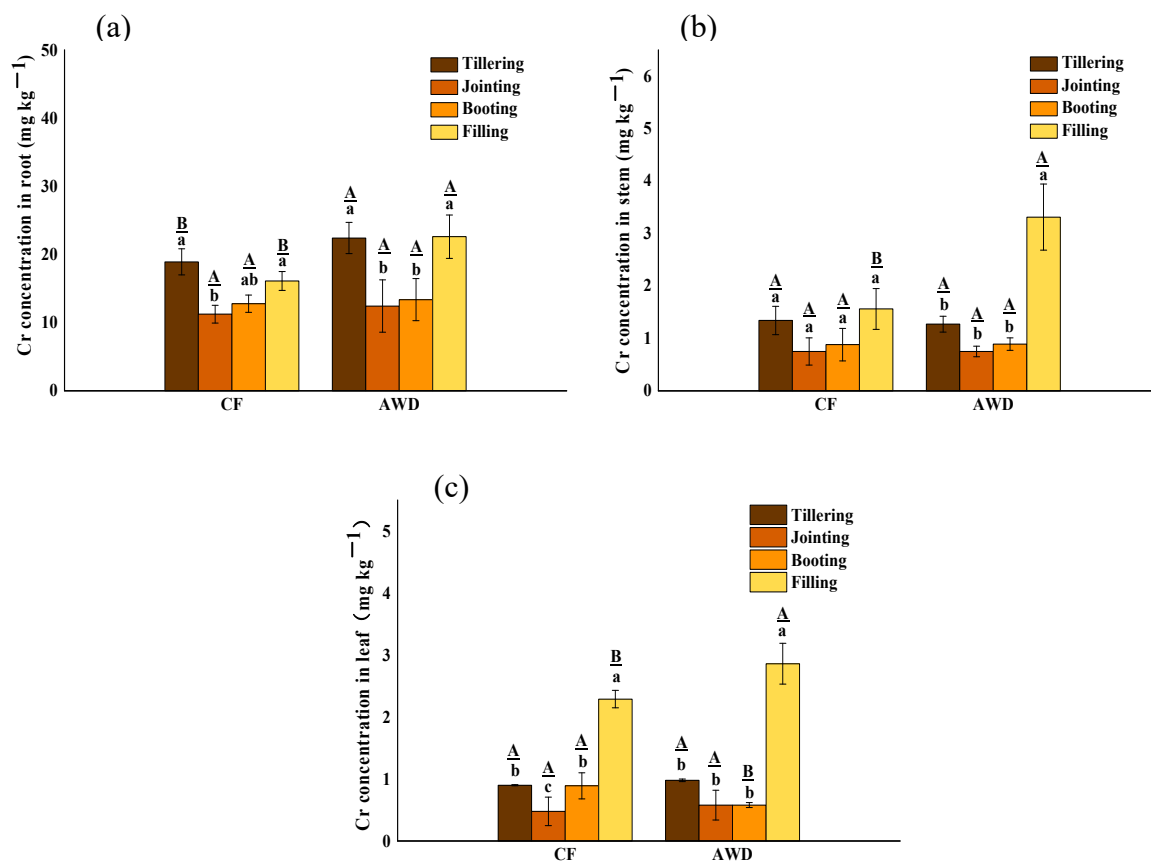 (a)
Cr concentration in root (mg kg⁻¹)
50
40
30
20
10
0
Tillering
Jointing
Booting
Filling
B
a
A
b
A
ab
B
a
A
a
A
b
A
b
A
a
CF
AWD
(b)
Cr concentration in stem (mg kg⁻¹)
6
5
4
3
2
1
0
Tillering
Jointing
Booting
Filling
A
a
A
a
A
a
B
a
A
b
A
b
A
b
A
a
CF
AWD
(c)
Cr concentration in leaf (mg kg⁻¹)
5
4
3
2
1
0
Tillering
Jointing
Booting
Filling
A
b
A
c
A
b
B
a
A
b
A
b
B
b
A
a
CF
AWD